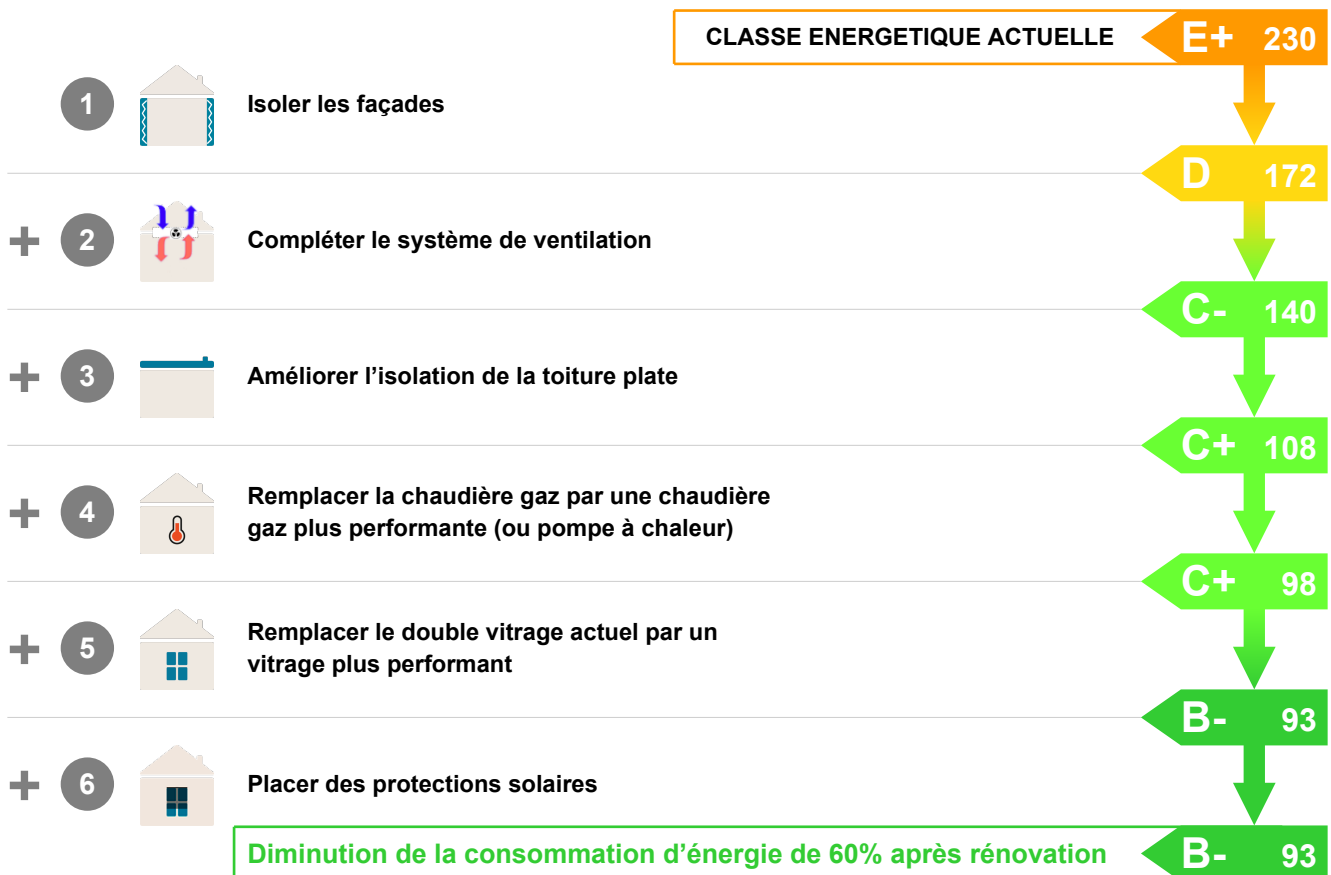 CLASSE ENERGETIQUE ACTUELLE E+ 230
1 Isoler les façades
D 172
+ 2 Compléter le système de ventilation
C- 140
+ 3 Améliorer l’isolation de la toiture plate
C+ 108
+ 4 Remplacer la chaudière gaz par une chaudière
gaz plus performante (ou pompe à chaleur)
C+ 98
+ 5 Remplacer le double vitrage actuel par un
vitrage plus performant
B- 93
+ 6 Placer des protections solaires
Diminution de la consommation d’énergie de 60% après rénovation B- 93